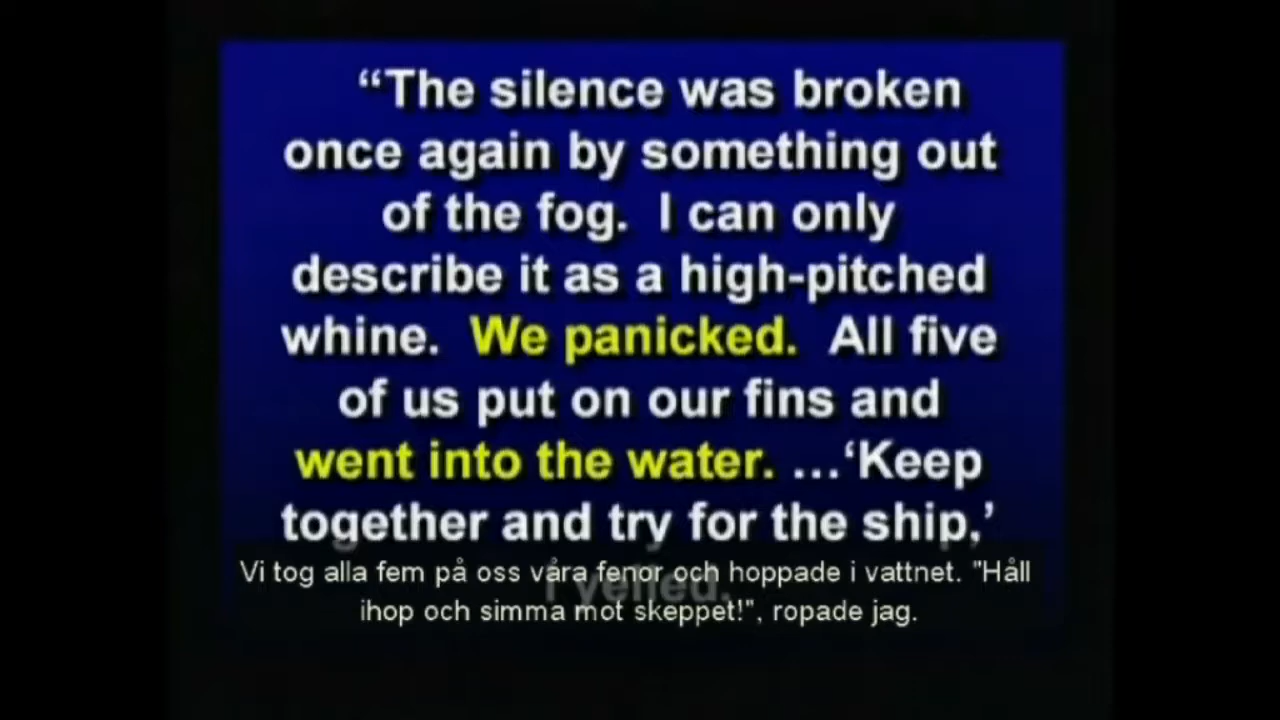 “The silence was broken
once again by something out
of the fog.  I can only
describe it as a high-pitched
whine.  We panicked.  All five
of us put on our fins and
went into the water. …‘Keep
together and try for the ship,’
I yelled.
Vi tog alla fem på oss våra fenor och hoppade i vattnet. "Håll
ihop och simma mot skeppet!", ropade jag.